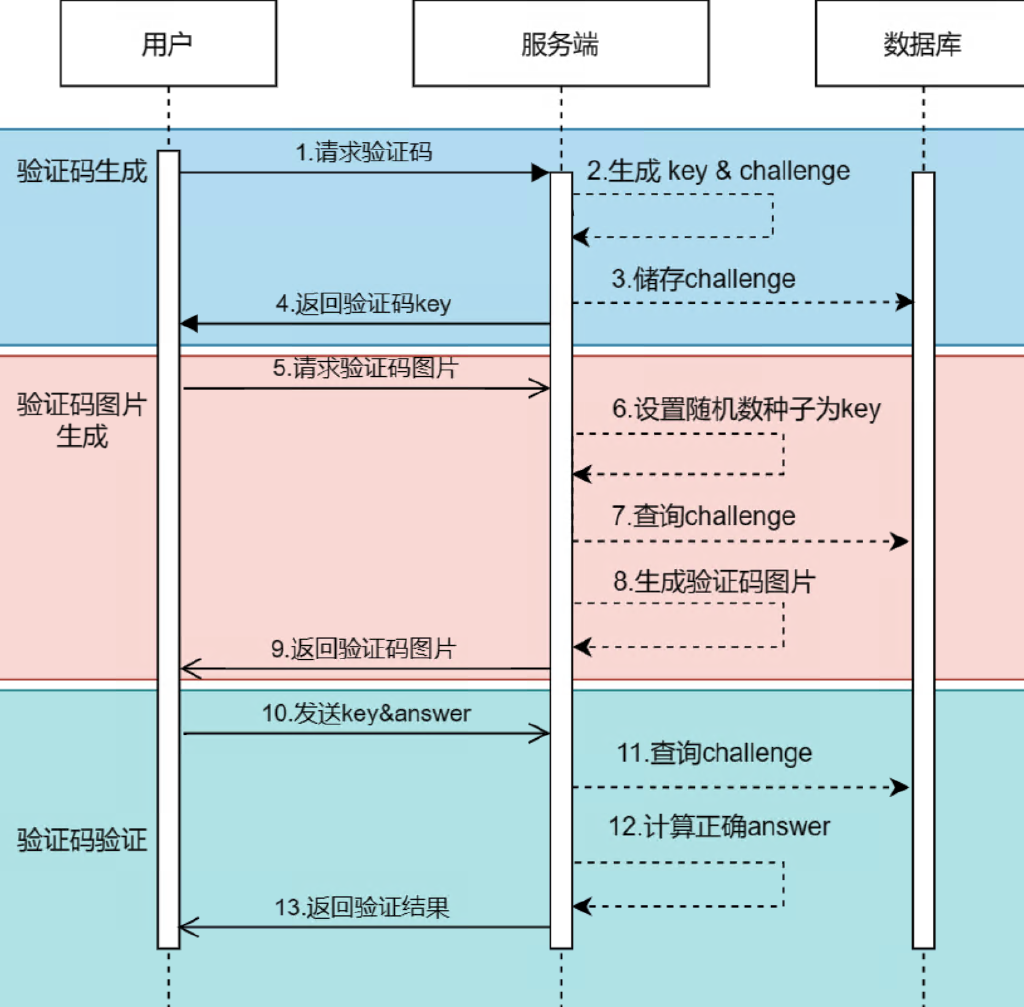 用户
服务端
数据库
验证码生成
1.请求验证码
2.生成 key & challenge
3.储存challenge
4.返回验证码key
5.请求验证码图片
验证码图片
生成
6.设置随机数种子为key
7.查询challenge
8.生成验证码图片
9.返回验证码图片
10.发送key&answer
11.查询challenge
12.计算正确answer
验证码验证
13.返回验证结果